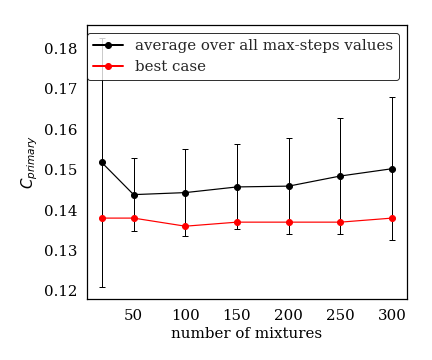 average over all max-steps values
best case
0.18
0.17
0.16
0.15
0.14
0.13
0.12
C_primary
50 100 150 200 250 300
number of mixtures